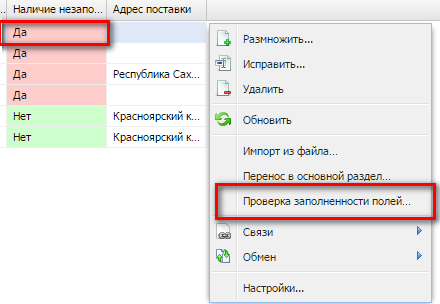 Наличие незапо... Адрес поставки
Да
Да
Да Республика Сах...
Да
Нет Красноярский к...
Нет Красноярский к...
Размножить...
Исправить...
Удалить
Обновить
Импорт из файла...
Перенос в основной раздел...
Проверка заполненности полей...
Связи
Обмен
Настройки...